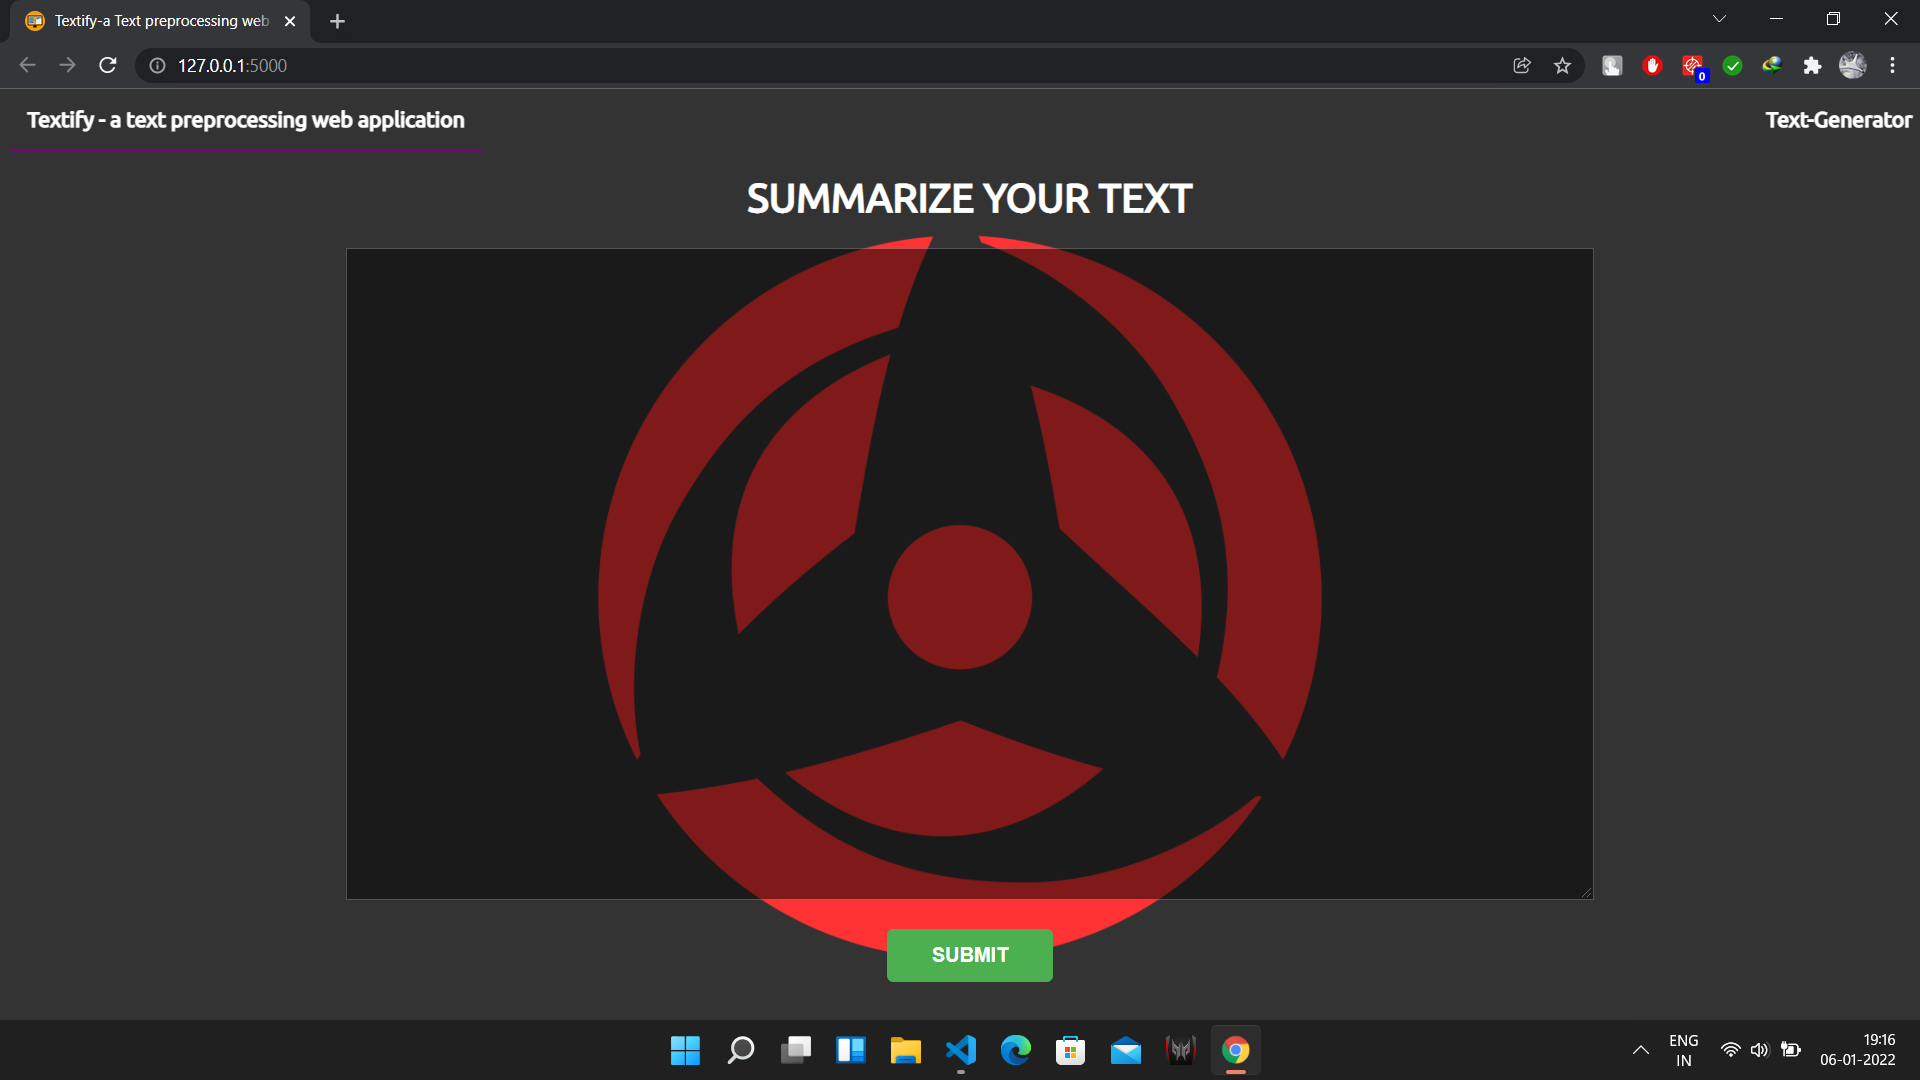 Textify-a Text preprocessing web
127.0.0.1:5000
0
Textify - a text preprocessing web application
Text-Generator
SUMMARIZE YOUR TEXT
SUBMIT
ENG
IN
19:16
06-01-2022